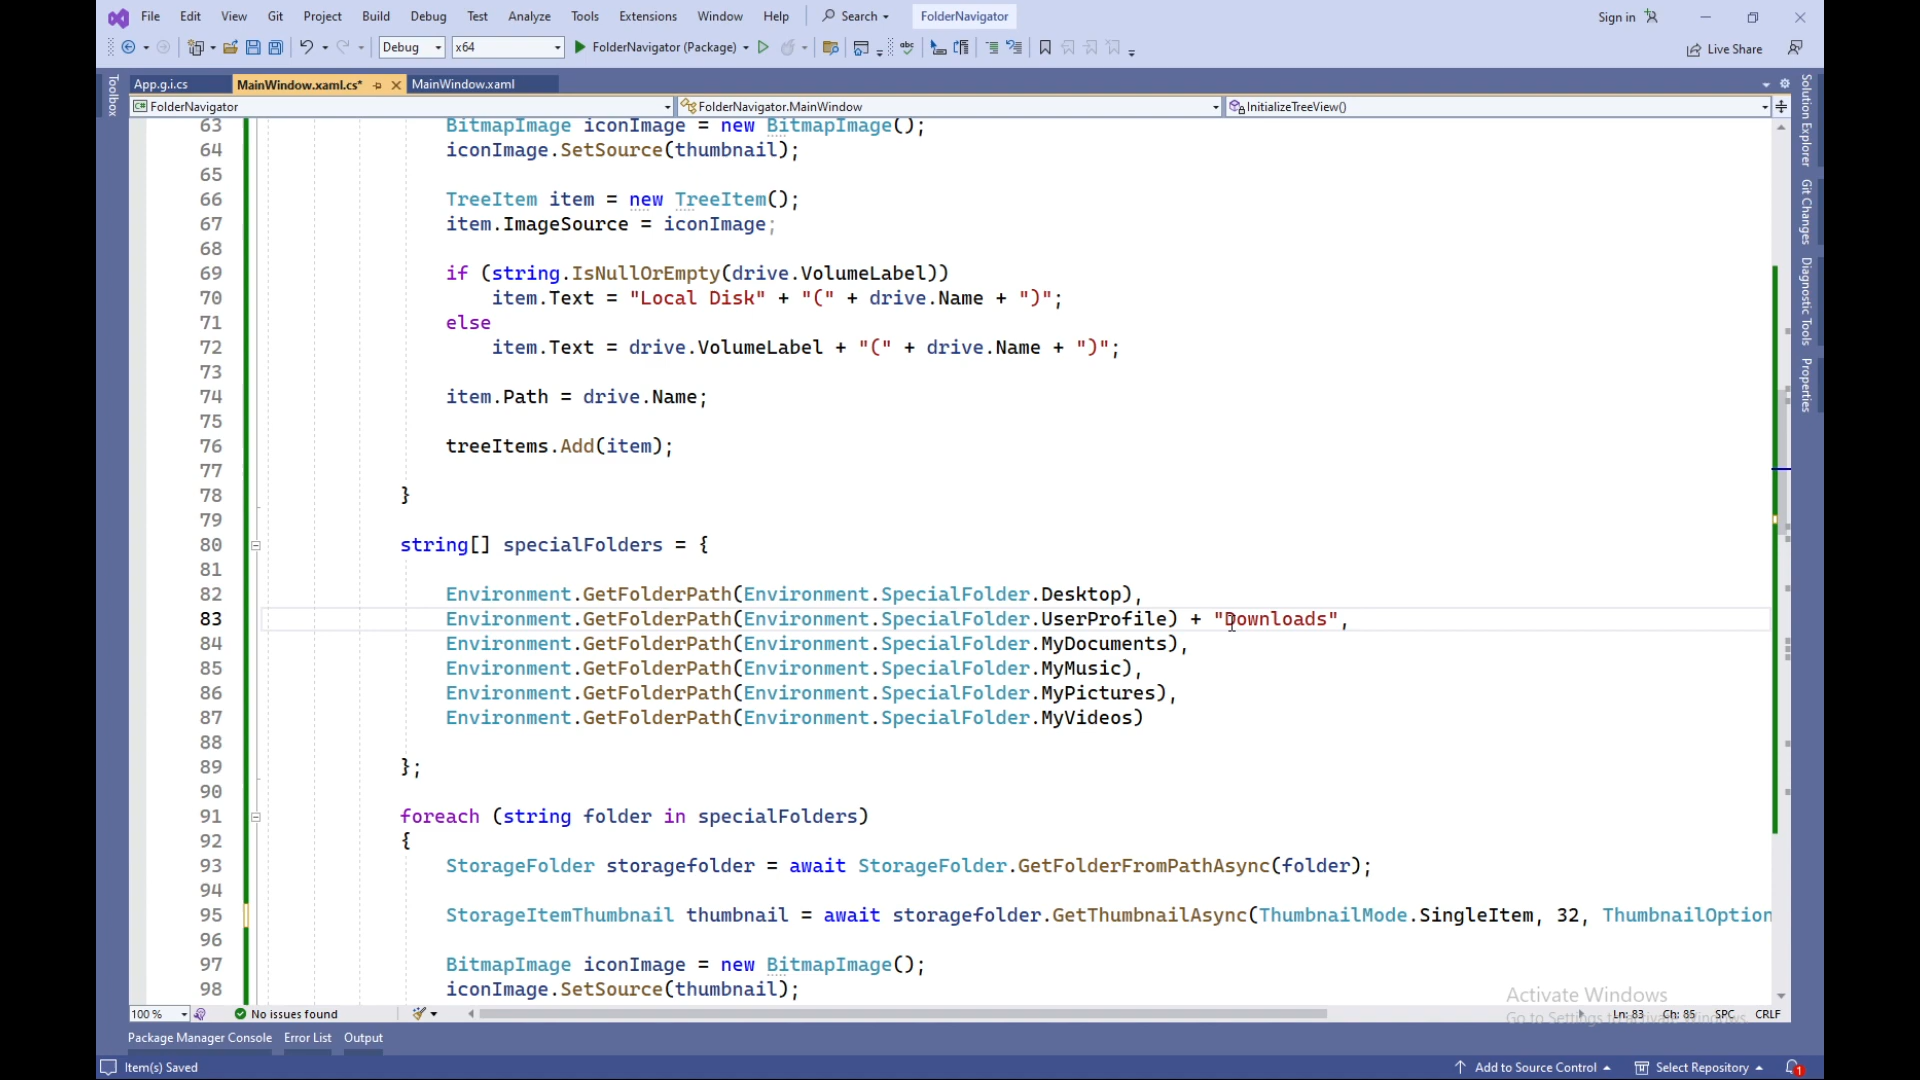 File Edit View Git Project Build Debug Test Analyze Tools Extensions Window Help Search FolderNavigator Sign in
Debug x64 FolderNavigator (Package) Live Share
App.g.i.cs MainWindow.xaml.cs* MainWindow.xaml
FolderNavigator FolderNavigator.MainWindow InitializeTreeView()
Toolbox
Solution Explorer
Git Changes
Diagnostic Tools
Properties
63 BitmapImage iconImage = new BitmapImage();
64 iconImage.SetSource(thumbnail);
65
66 TreeItem item = new TreeItem();
67 item.ImageSource = iconImage;
68
69 if (string.IsNullOrEmpty(drive.VolumeLabel))
70 item.Text = "Local Disk" + "(" + drive.Name + ")";
71 else
72 item.Text = drive.VolumeLabel + "(" + drive.Name + ")";
73
74 item.Path = drive.Name;
75
76 treeItems.Add(item);
77
78 }
79
80 string[] specialFolders = {
81
82 Environment.GetFolderPath(Environment.SpecialFolder.Desktop),
83 Environment.GetFolderPath(Environment.SpecialFolder.UserProfile) + "Downloads",
84 Environment.GetFolderPath(Environment.SpecialFolder.MyDocuments),
85 Environment.GetFolderPath(Environment.SpecialFolder.MyMusic),
86 Environment.GetFolderPath(Environment.SpecialFolder.MyPictures),
87 Environment.GetFolderPath(Environment.SpecialFolder.MyVideos)
88
89 };
90
91 foreach (string folder in specialFolders)
92 {
93 StorageFolder storagefolder = await StorageFolder.GetFolderFromPathAsync(folder);
94
95 StorageItemThumbnail thumbnail = await storagefolder.GetThumbnailAsync(ThumbnailMode.SingleItem, 32, ThumbnailOption
96
97 BitmapImage iconImage = new BitmapImage();
98 iconImage.SetSource(thumbnail);
Activate Windows
Go to Settings to activate Windows.
100 % No issues found Ln: 83 Ch: 85 SPC CRLF
Package Manager Console Error List Output
Item(s) Saved Add to Source Control Select Repository 1